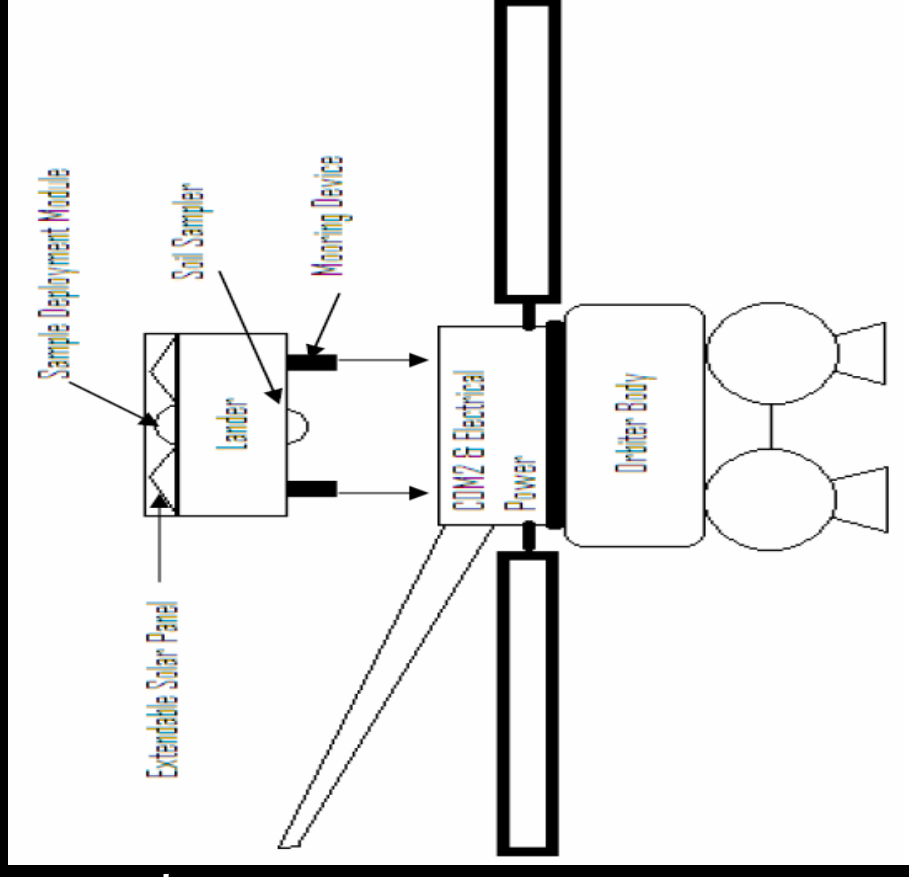 Sample Deployment Module
Soil Sampler
Mooring Device
Lander
Extendable Solar Panel
COM2 & Electrical
Power
Orbiter Body